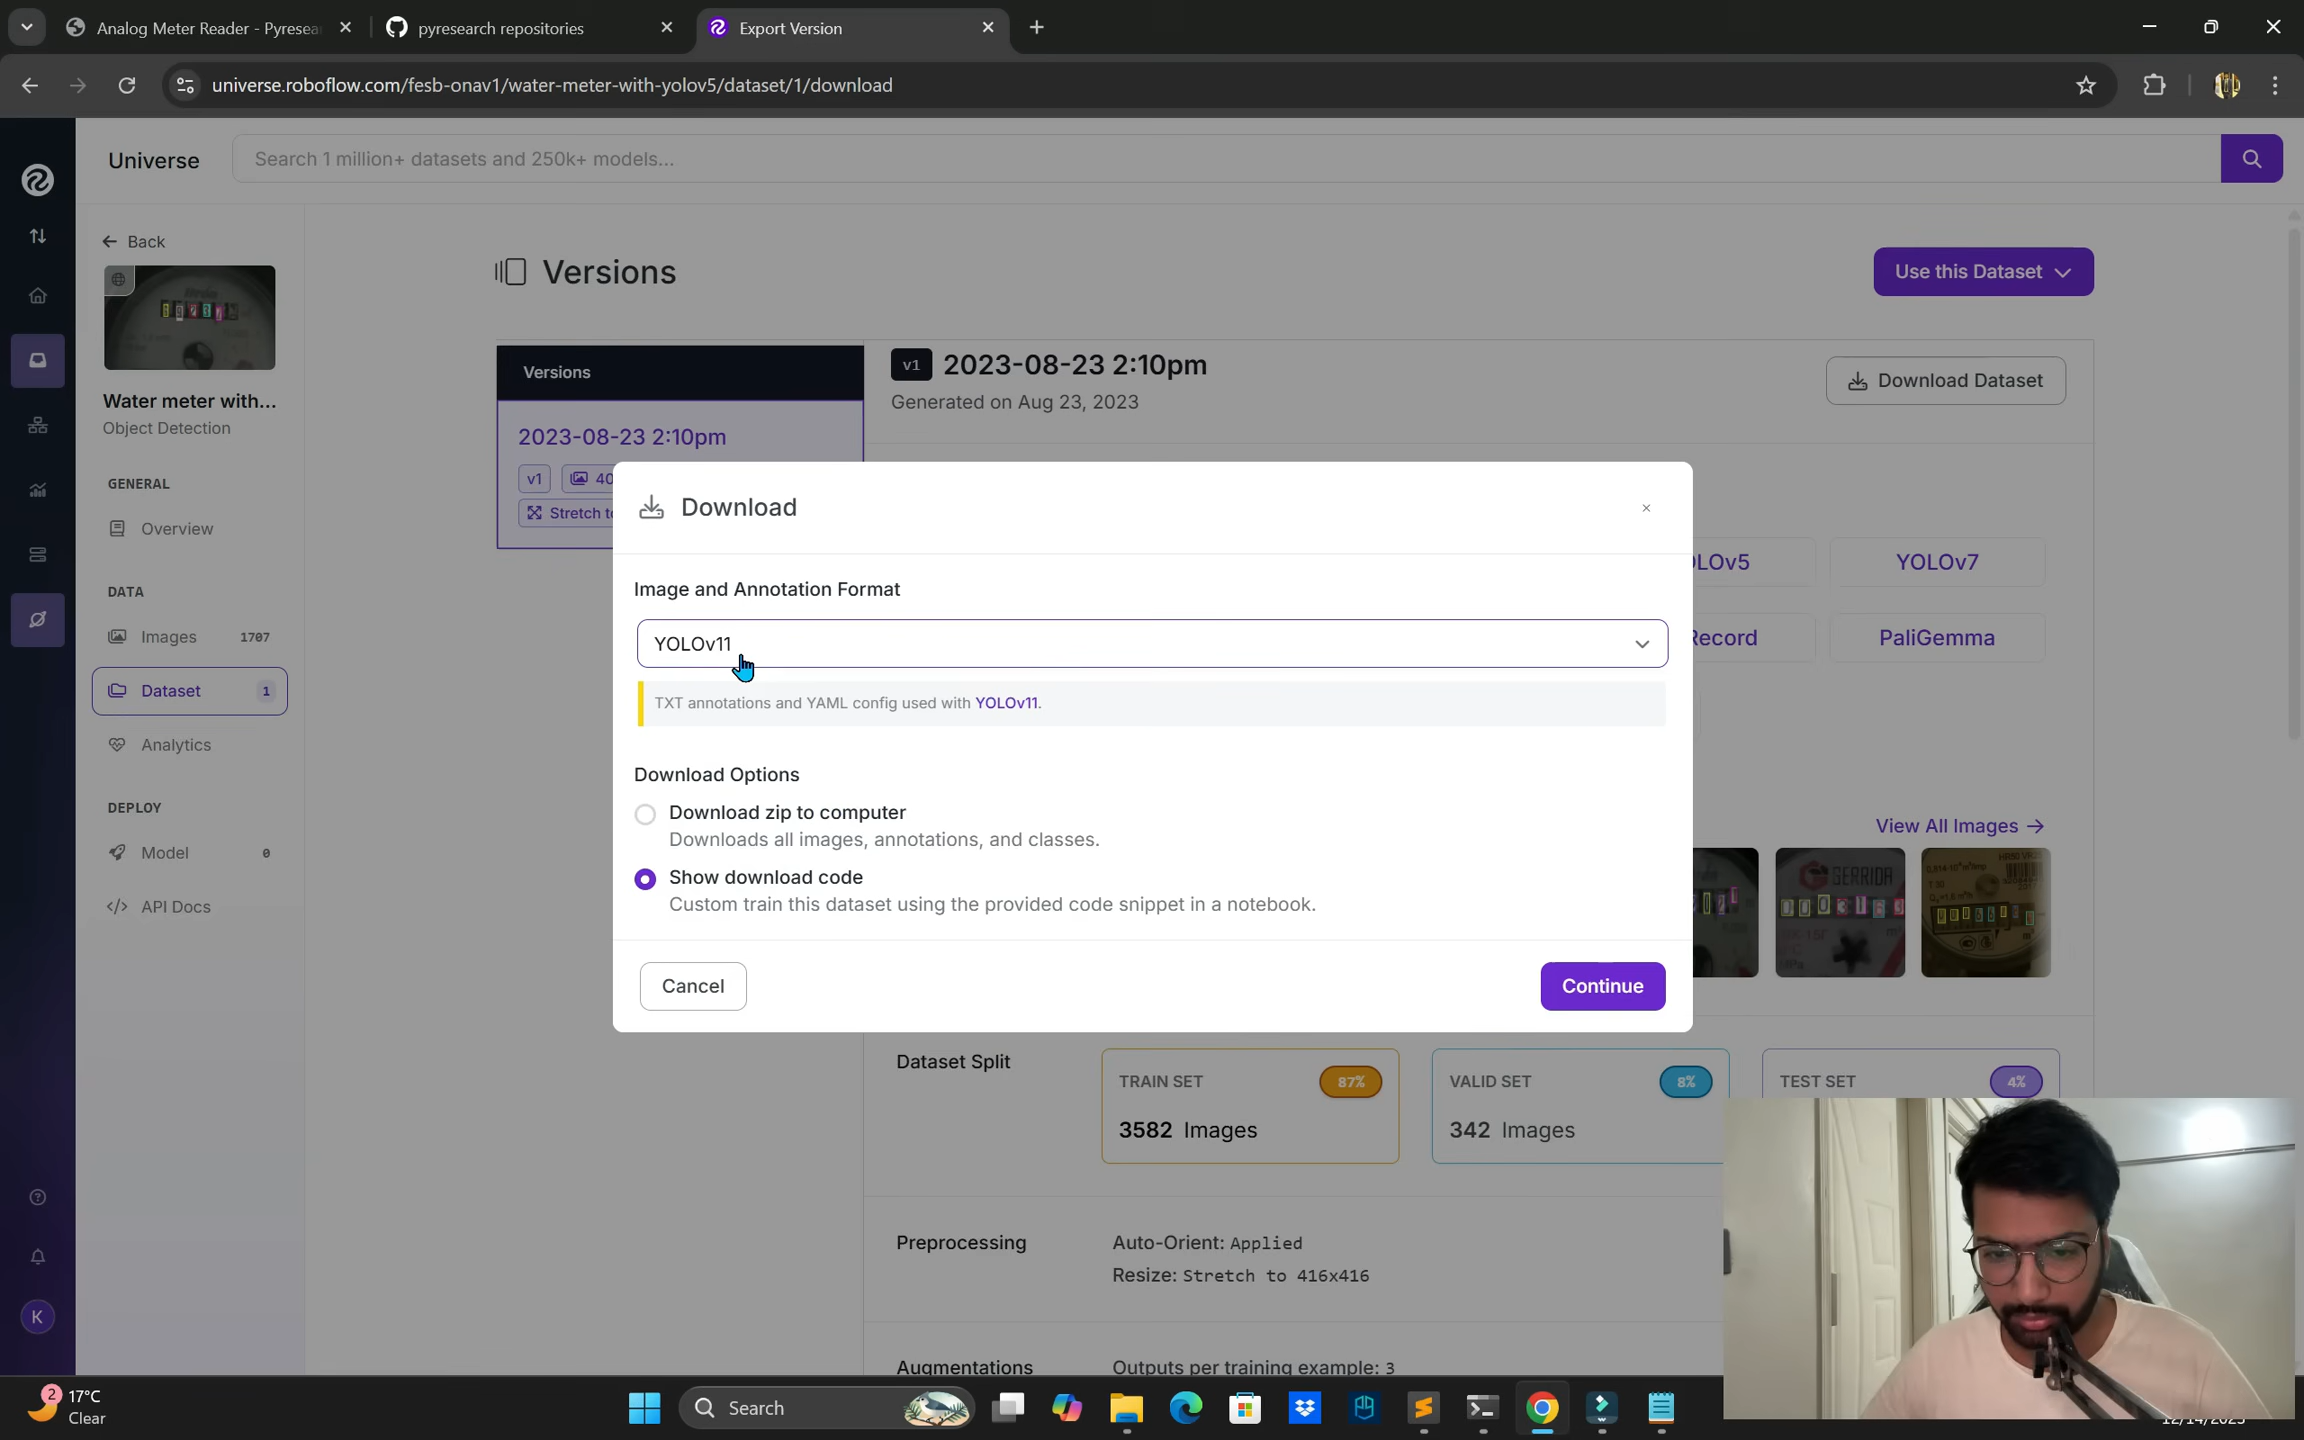 Analog Meter Reader - Pyresea
pyresearch repositories
Export Version
universe.roboflow.com/fesb-onav1/water-meter-with-yolov5/dataset/1/download
Universe
Search 1 million+ datasets and 250k+ models...
Back
Versions
Use this Dataset
Water meter with...
Object Detection
GENERAL
Overview
DATA
Images 1707
Dataset 1
Analytics
DEPLOY
Model 0
API Docs
K
Versions
2023-08-23 2:10pm
v1 40
Stretch to
v1 2023-08-23 2:10pm
Generated on Aug 23, 2023
Download Dataset
LOv5
YOLOv7
Record
PaliGemma
View All Images
Download
×
Image and Annotation Format
YOLOv11
TXT annotations and YAML config used with YOLOv11.
Download Options
Download zip to computer
Downloads all images, annotations, and classes.
Show download code
Custom train this dataset using the provided code snippet in a notebook.
Cancel
Continue
Dataset Split
TRAIN SET 87%
3582 Images
VALID SET 8%
342 Images
TEST SET 4%
Preprocessing
Auto-Orient: Applied
Resize: Stretch to 416x416
Augmentations
Outputs per training example: 3
2
17°C
Clear
Search